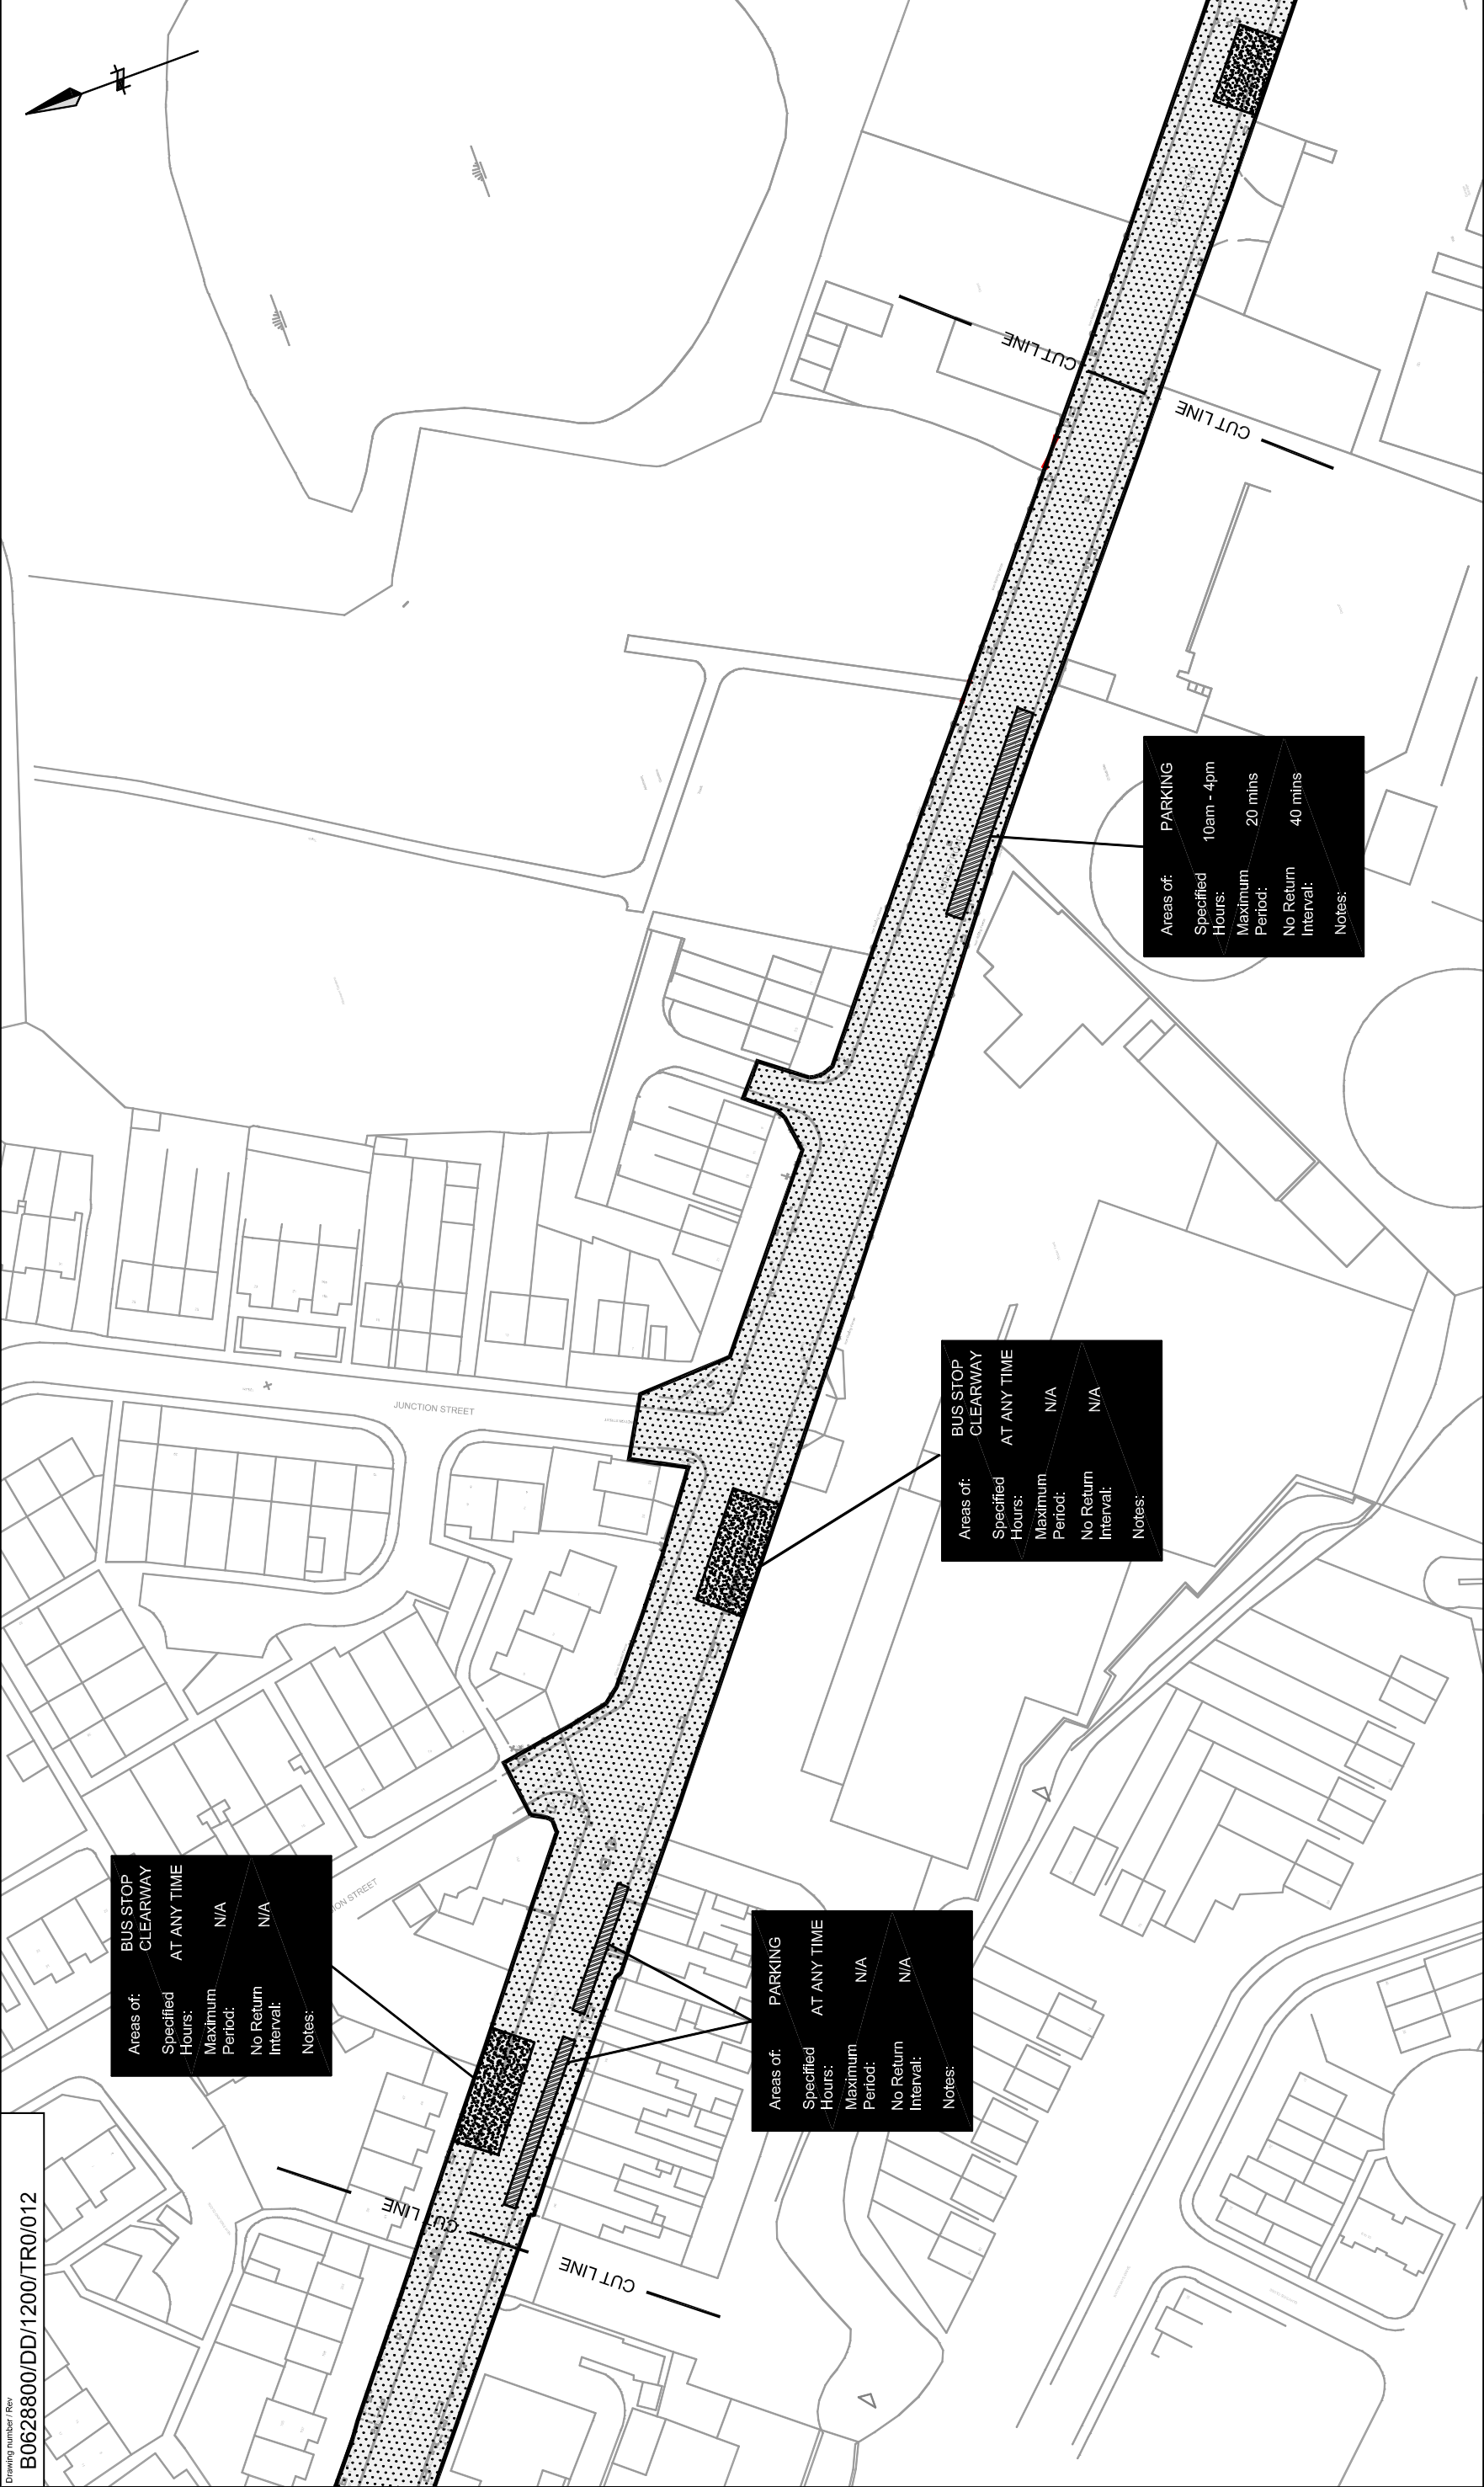 Drawing number / Rev
B0628800/DD/1200/TR0/012
CUT LINE
CUT LINE
CUT LINE
CUT LINE
JUNCTION STREET
ION STREET
Areas of: BUS STOP
CLEARWAY
Specified
Hours: AT ANY TIME
Maximum
Period: N/A
No Return
Interval: N/A
Notes:
Areas of: PARKING
Specified
Hours: AT ANY TIME
Maximum
Period: N/A
No Return
Interval: N/A
Notes:
Areas of: BUS STOP
CLEARWAY
Specified
Hours: AT ANY TIME
Maximum
Period: N/A
No Return
Interval: N/A
Notes:
Areas of: PARKING
Specified
Hours: 10am - 4pm
Maximum
Period: 20 mins
No Return
Interval: 40 mins
Notes: